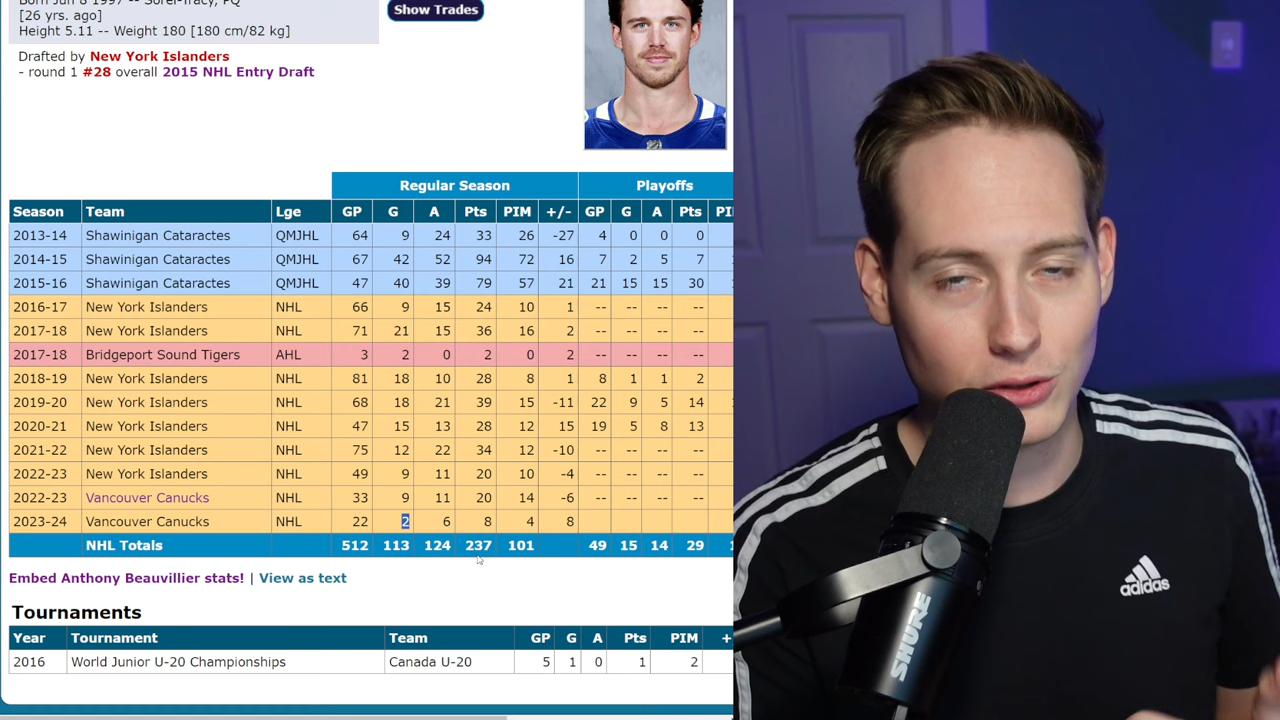 Born Jun 8 1997 -- Sorel-Tracy, PQ
[26 yrs. ago]
Height 5.11 -- Weight 180 [180 cm/82 kg]
Show Trades
Drafted by New York Islanders
- round 1 #28 overall 2015 NHL Entry Draft
Regular Season Playoffs
Season Team Lge GP G A Pts PIM +/- GP G A Pts
2013-14 Shawinigan Cataractes QMJHL 64 9 24 33 26 -27 4 0 0 0
2014-15 Shawinigan Cataractes QMJHL 67 42 52 94 72 16 7 2 5 7
2015-16 Shawinigan Cataractes QMJHL 47 40 39 79 57 21 21 15 15 30
2016-17 New York Islanders NHL 66 9 15 24 10 1 -- -- -- --
2017-18 New York Islanders NHL 71 21 15 36 16 2 -- -- -- --
2017-18 Bridgeport Sound Tigers AHL 3 2 0 2 0 2 -- -- -- --
2018-19 New York Islanders NHL 81 18 10 28 8 1 8 1 1 2
2019-20 New York Islanders NHL 68 18 21 39 15 -11 22 9 5 14
2020-21 New York Islanders NHL 47 15 13 28 12 12 19 5 8 13
2021-22 New York Islanders NHL 75 12 22 34 12 -10 -- -- -- --
2022-23 New York Islanders NHL 49 9 11 20 10 -4 -- -- -- --
2022-23 Vancouver Canucks NHL 33 9 11 20 14 -6 -- -- -- --
2023-24 Vancouver Canucks NHL 22 2 6 8 4 8
NHL Totals 512 113 124 237 101 49 15 14 29
Embed Anthony Beauvillier stats! | View as text
Tournaments
Year Tournament Team GP G A Pts PIM
2016 World Junior U-20 Championships Canada U-20 5 1 0 1 2
adidas
SHURE